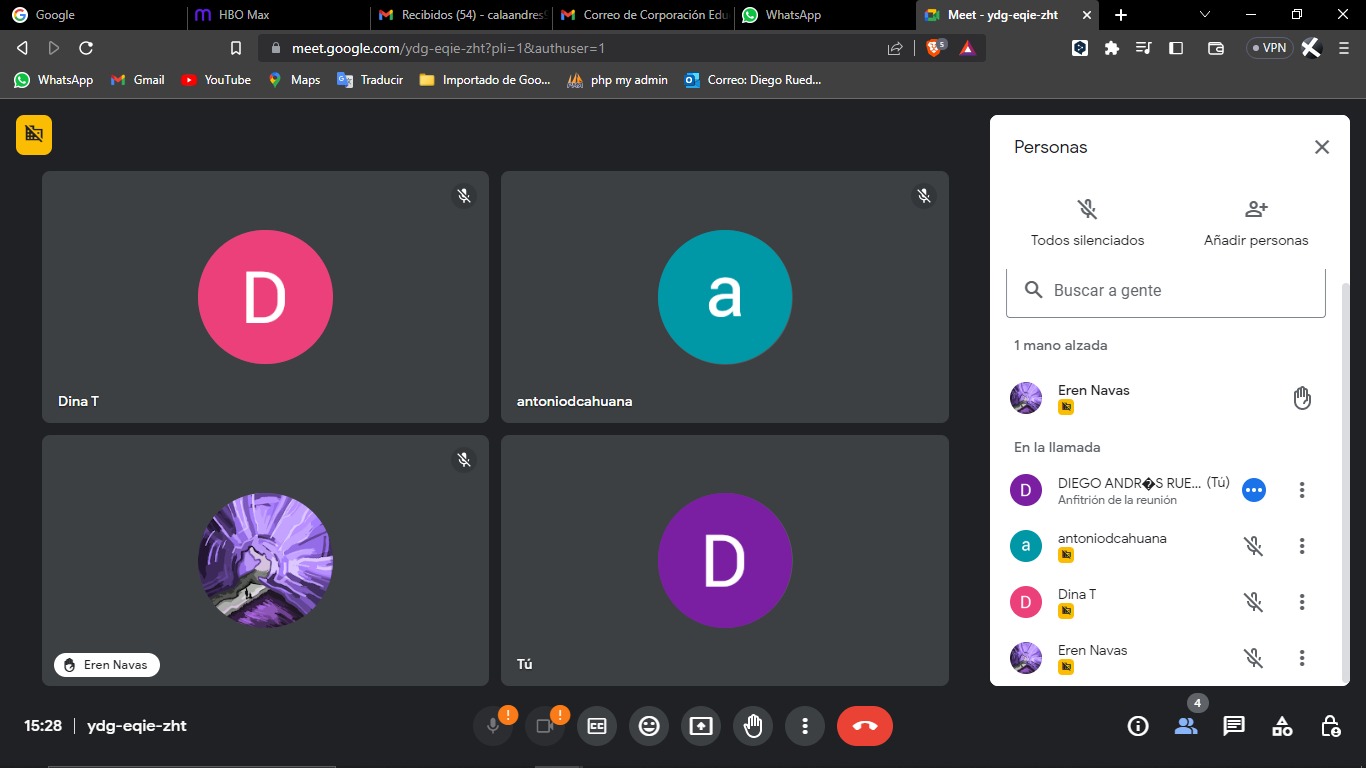 Google
HBO Max
Recibidos (54) - calaandres
Correo de Corporación Edu
WhatsApp
Meet - ydg-eqie-zht
meet.google.com/ydg-eqie-zht?pli=1&authuser=1
5
VPN
WhatsApp
Gmail
YouTube
Maps
Traducir
Importado de Goo...
php my admin
Correo: Diego Rued...
D
Dina T
a
antoniodcahuana
Eren Navas
D
Tú
Personas
Todos silenciados
Añadir personas
Buscar a gente
1 mano alzada
Eren Navas
En la llamada
D
DIEGO ANDR�S RUE... (Tú)
Anfitrión de la reunión
a
antoniodcahuana
D
Dina T
Eren Navas
15:28 | ydg-eqie-zht
!
!
CC
4